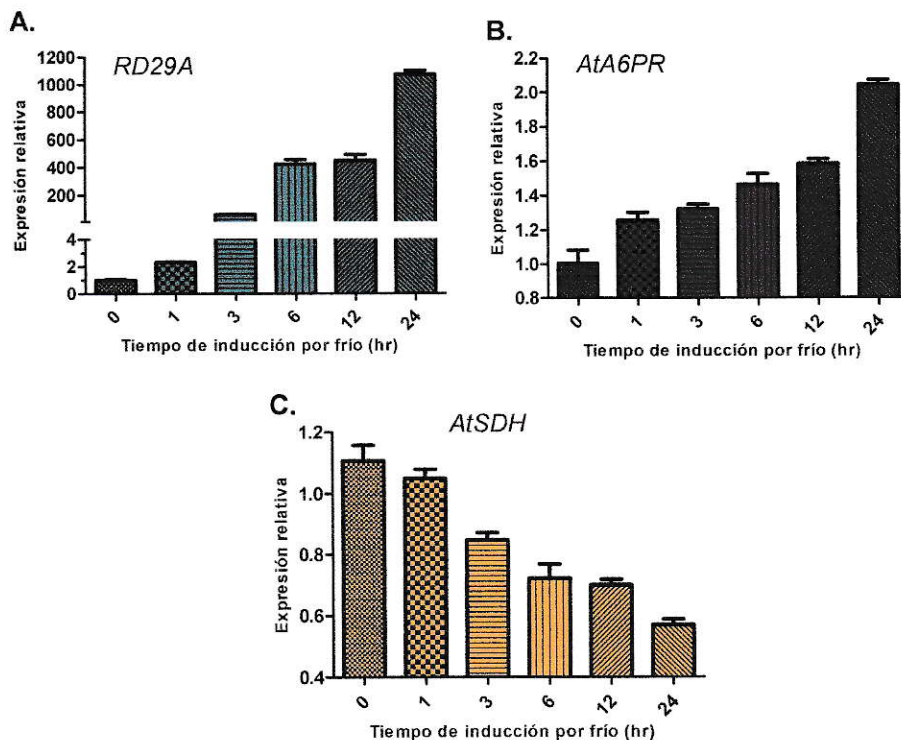 A.
RD29A
Expresión relativa
1200
1000
800
600
400
200
4
2
0
0 1 3 6 12 24
Tiempo de inducción por frío (hr)
B.
AtA6PR
Expresión relativa
2.2
2.0
1.8
1.6
1.4
1.2
1.0
0.8
0 1 3 6 12 24
Tiempo de inducción por frío (hr)
C.
AtSDH
Expresión relativa
1.2
1.0
0.8
0.6
0.4
0 1 3 6 12 24
Tiempo de inducción por frío (hr)